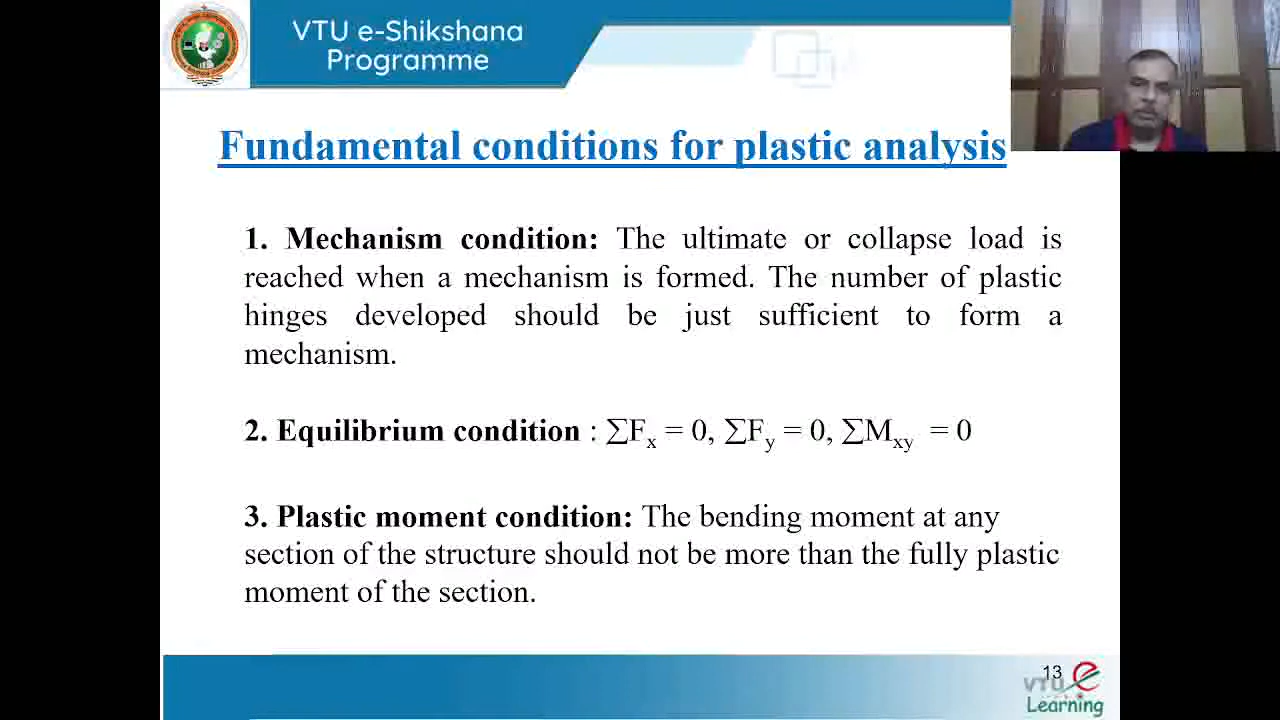 VTU e-Shikshana
Programme
Fundamental conditions for plastic analysis
1. Mechanism condition: The ultimate or collapse load is
reached when a mechanism is formed. The number of plastic
hinges developed should be just sufficient to form a
mechanism.
2. Equilibrium condition : ∑Fx = 0, ∑Fy = 0, ∑Mxy = 0
3. Plastic moment condition: The bending moment at any
section of the structure should not be more than the fully plastic
moment of the section.
13
VTU e
Learning